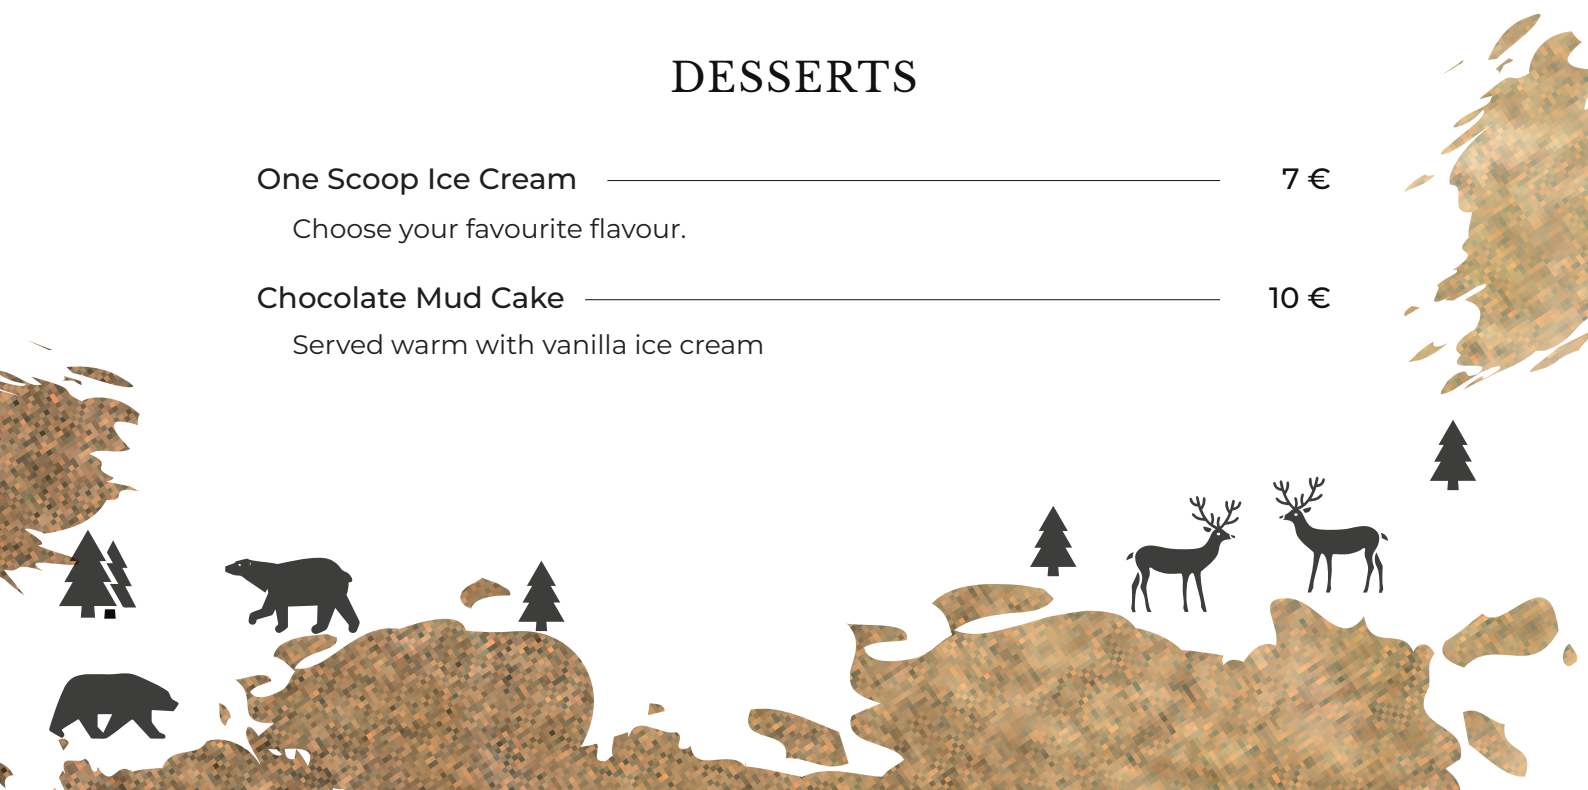 DESSERTS
One Scoop Ice Cream 7 €
Choose your favourite flavour.
Chocolate Mud Cake 10 €
Served warm with vanilla ice cream